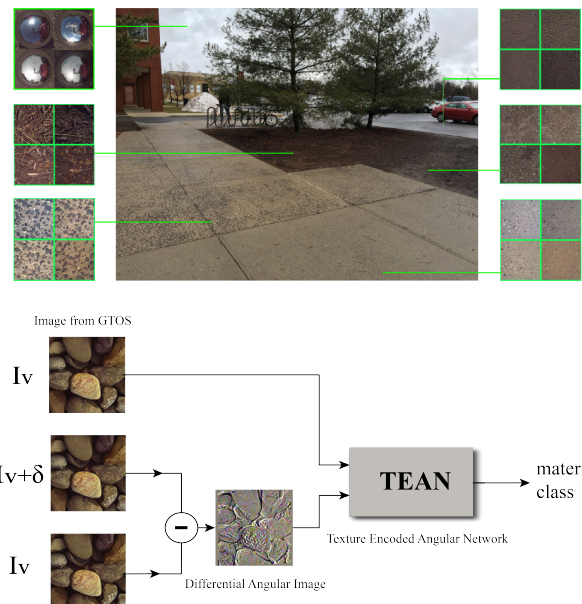 Image from GTOS
Iv
Iv+δ
Iv
TEAN
mater
class
Texture Encoded Angular Network
Differential Angular Image